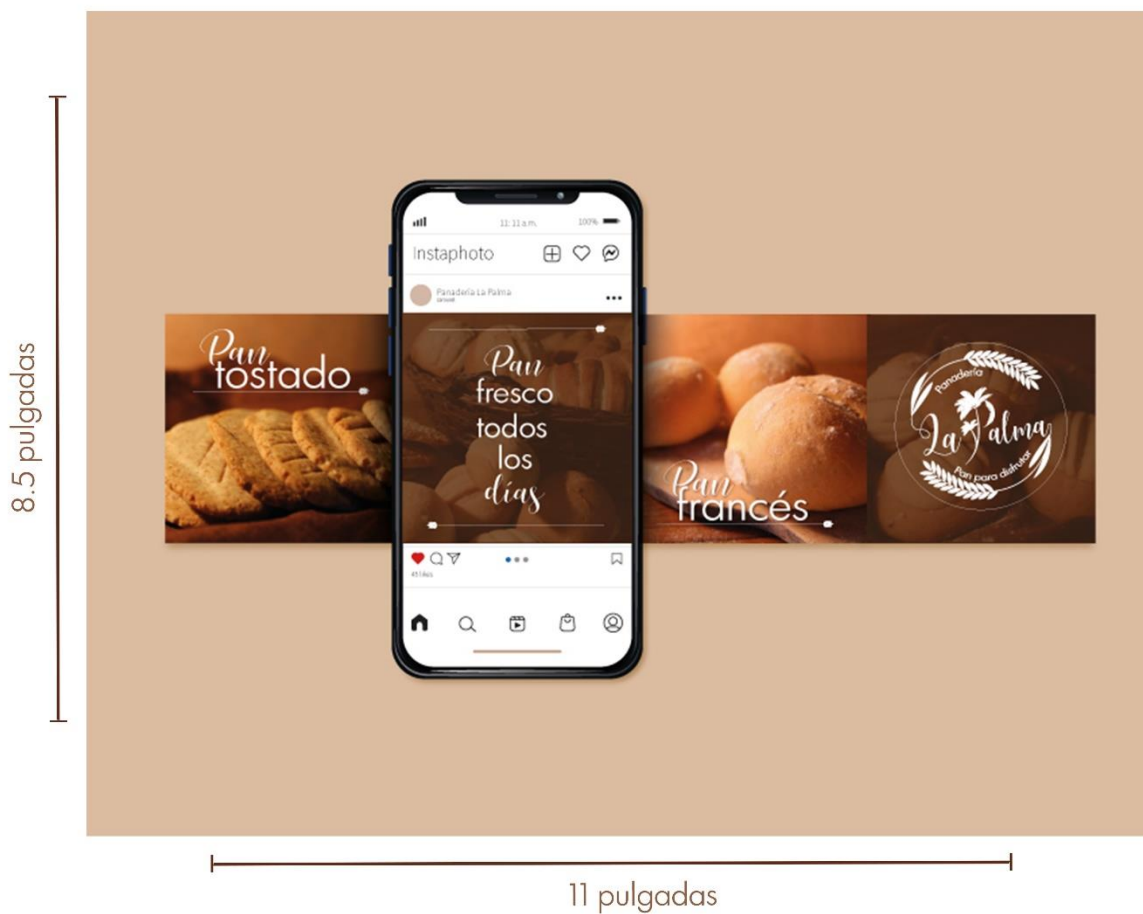 8.5 pulgadas
11:11 a.m.
100%
Instaphoto
Panadería La Palma
Pan
tostado
Pan
fresco
todos
los
días
Pan
francés
Panadería
La Palma
Pan para disfrutar
11 pulgadas